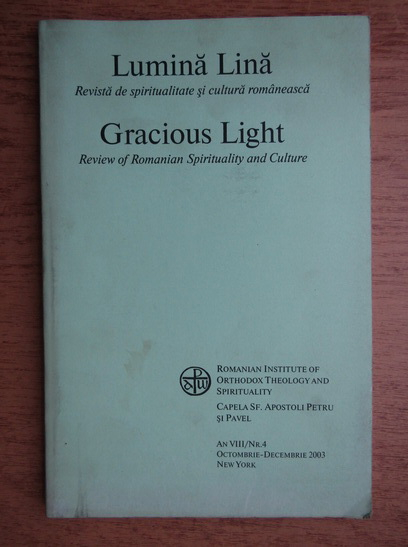 Lumină Lină
Revistă de spiritualitate şi cultură românească
Gracious Light
Review of Romanian Spirituality and Culture
ROMANIAN INSTITUTE OF
ORTHODOX THEOLOGY AND
SPIRITUALITY
CAPELA SF. APOSTOLI PETRU
ŞI PAVEL
AN VIII/NR.4
OCTOMBRIE–DECEMBRIE 2003
NEW YORK